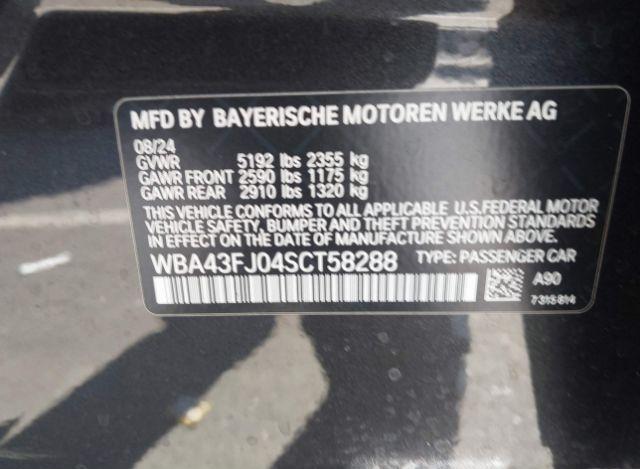 MFD BY BAYERISCHE MOTOREN WERKE AG
08/24
GVWR 5192 lbs 2355 kg
GAWR FRONT 2590 lbs 1175 kg
GAWR REAR 2910 lbs 1320 kg
THIS VEHICLE CONFORMS TO ALL APPLICABLE U.S.FEDERAL MOTOR
VEHICLE SAFETY, BUMPER AND THEFT PREVENTION STANDARDS
IN EFFECT ON THE DATE OF MANUFACTURE SHOWN ABOVE.
WBA43FJ04SCT58288 TYPE: PASSENGER CAR
A90
7315814